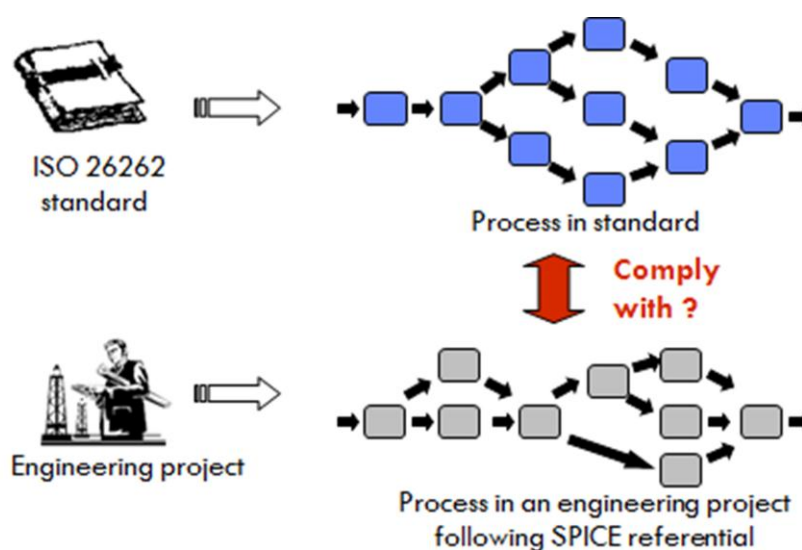 ISO 26262
standard
Process in standard
Comply
with ?
Engineering project
Process in an engineering project
following SPICE referential